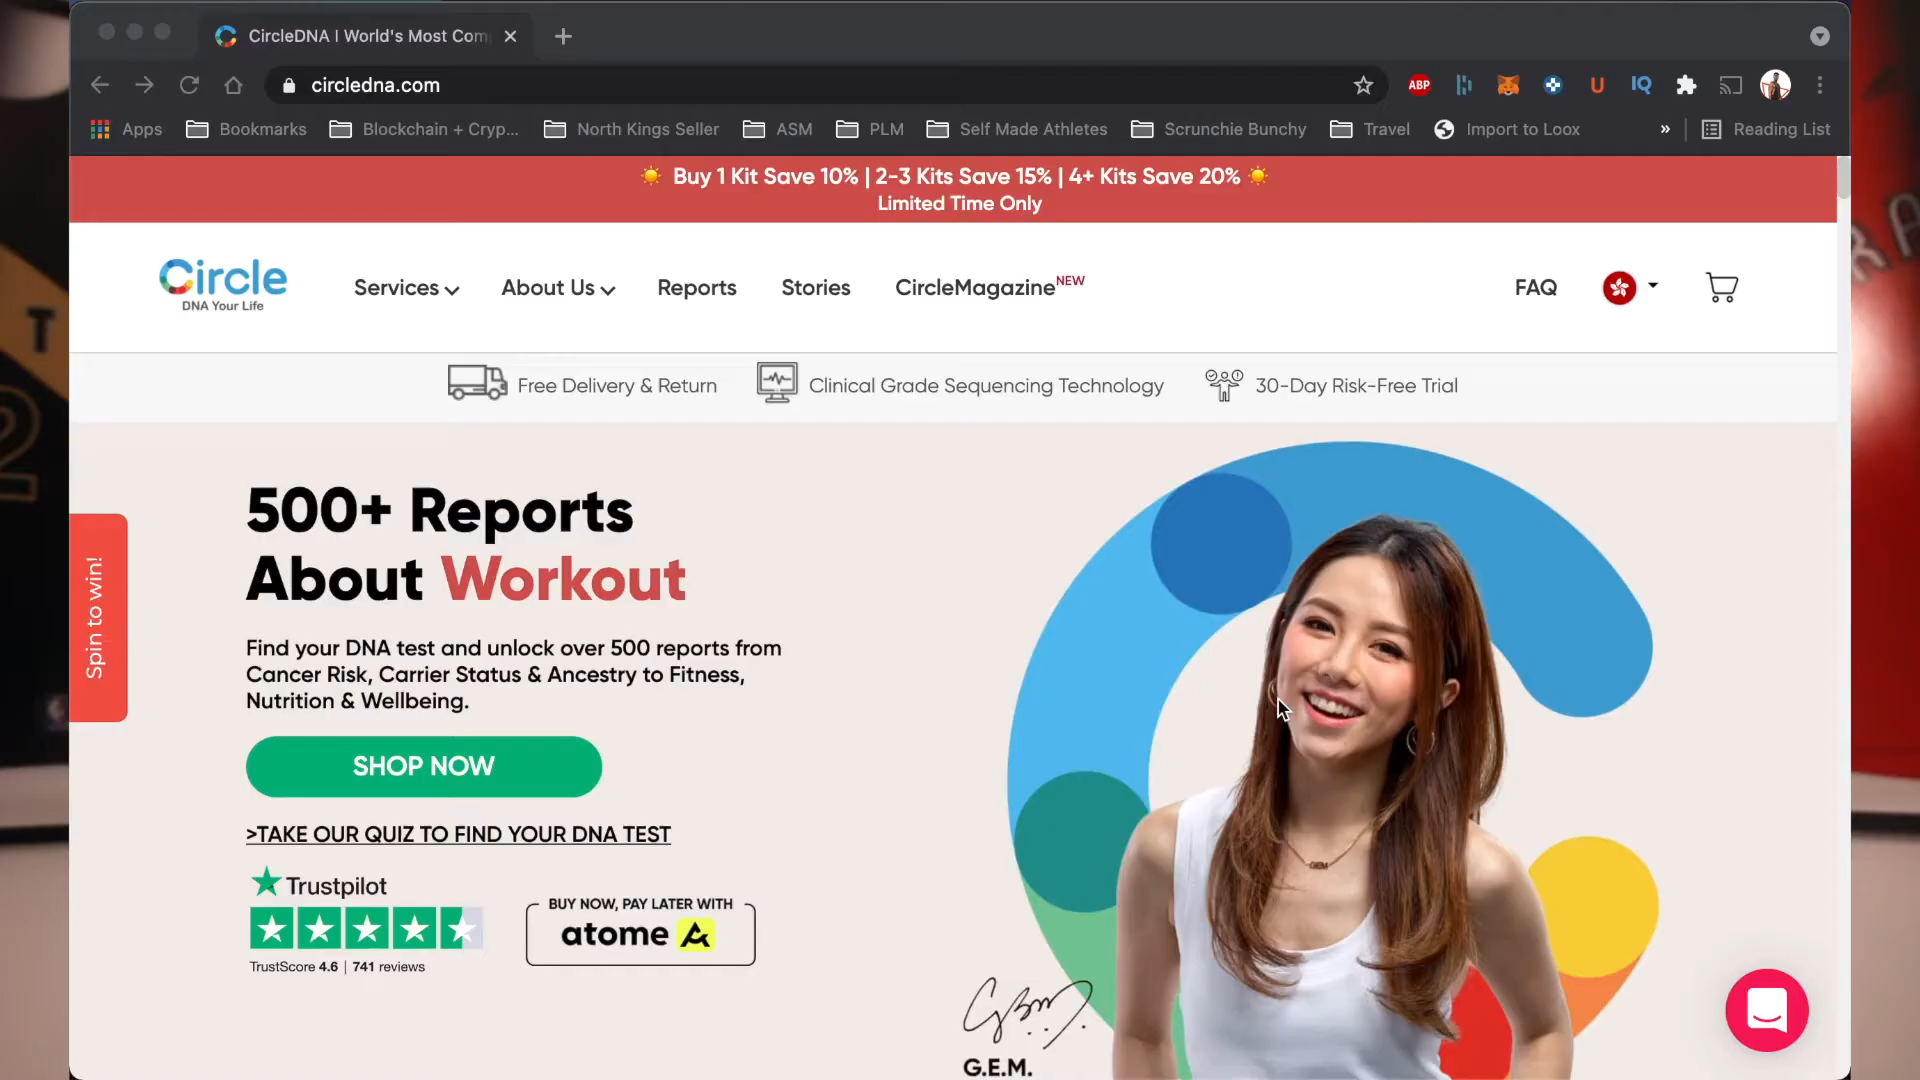 CircleDNA | World's Most Com
circledna.com
ABP
U
IQ
Apps
Bookmarks
Blockchain + Cryp...
North Kings Seller
ASM
PLM
Self Made Athletes
Scrunchie Bunchy
Travel
Import to Loox
»
Reading List
Buy 1 Kit Save 10% | 2-3 Kits Save 15% | 4+ Kits Save 20%
Limited Time Only
Circle
DNA Your Life
Services
About Us
Reports
Stories
CircleMagazine NEW
FAQ
Free Delivery & Return
Clinical Grade Sequencing Technology
30-Day Risk-Free Trial
500+ Reports
About Workout
Find your DNA test and unlock over 500 reports from
Cancer Risk, Carrier Status & Ancestry to Fitness,
Nutrition & Wellbeing.
SHOP NOW
>TAKE OUR QUIZ TO FIND YOUR DNA TEST
Trustpilot
TrustScore 4.6 | 741 reviews
BUY NOW, PAY LATER WITH
atome
Spin to win!
GEM
G.E.M.